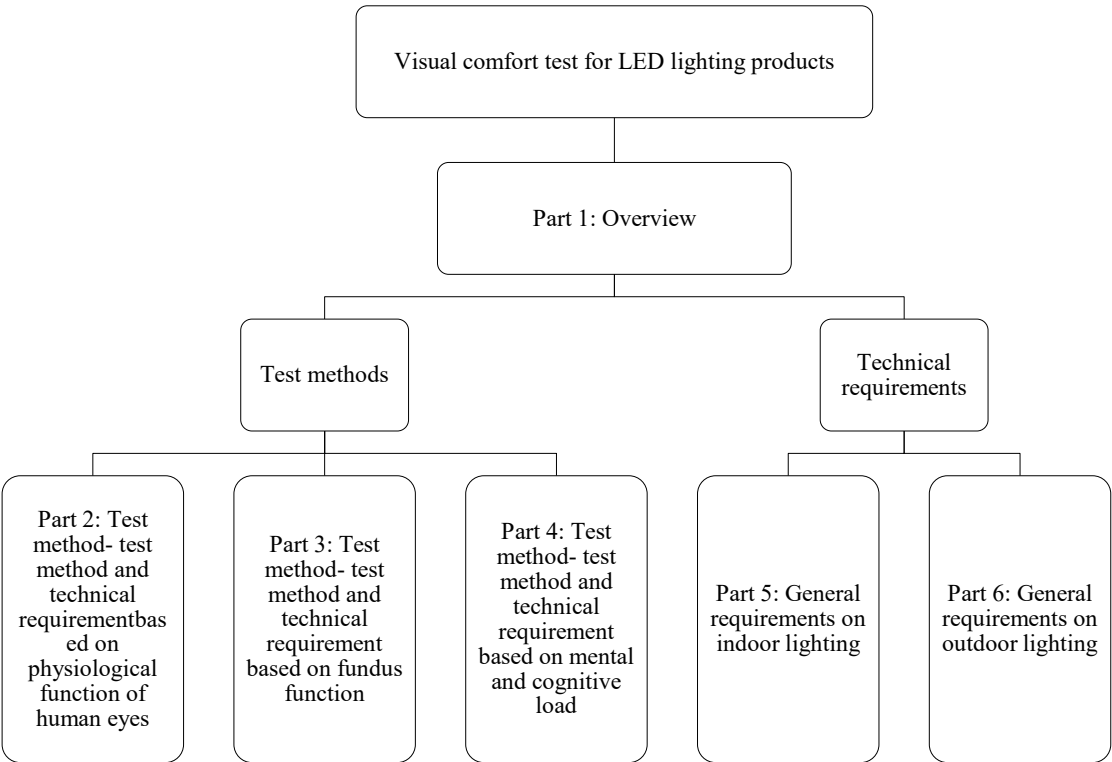 Visual comfort test for LED lighting products
Part 1: Overview
Test methods
Technical
requirements
Part 2: Test
method- test
method and
technical
requirementbas
ed on
physiological
function of
human eyes
Part 3: Test
method- test
method and
technical
requirement
based on fundus
function
Part 4: Test
method- test
method and
technical
requirement
based on mental
and cognitive
load
Part 5: General
requirements on
indoor lighting
Part 6: General
requirements on
outdoor lighting